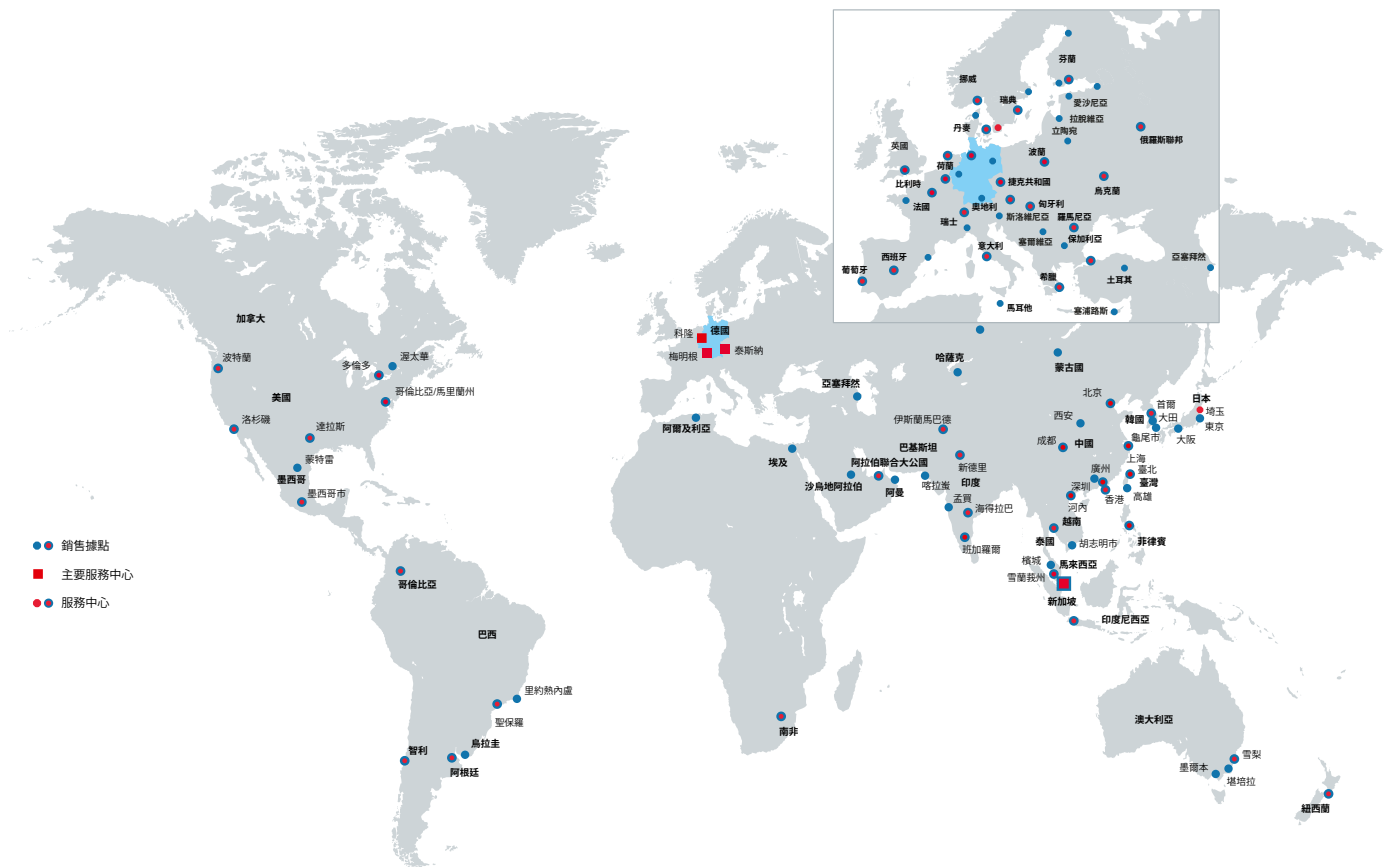 芬蘭
挪威
瑞典
愛沙尼亞
拉脫維亞
丹麥
立陶宛
俄羅斯聯邦
英國
荷蘭
波蘭
比利時
捷克共和國
烏克蘭
法國
奧地利
匈牙利
斯洛維尼亞
羅馬尼亞
瑞士
塞爾維亞
保加利亞
意大利
西班牙
亞塞拜然
葡萄牙
希臘
土耳其
馬耳他
塞浦路斯
加拿大
波特蘭
渥太華
多倫多
哥倫比亞/馬里蘭州
美國
洛杉磯
達拉斯
蒙特雷
墨西哥
墨西哥市
銷售據點
主要服務中心
服務中心
哥倫比亞
巴西
里約熱內盧
聖保羅
烏拉圭
智利
阿根廷
科隆
德國
梅明根
泰斯納
哈薩克
蒙古國
亞塞拜然
阿爾及利亞
埃及
伊斯蘭馬巴德
巴基斯坦
阿拉伯聯合大公國
新德里
沙烏地阿拉伯
阿曼
喀拉蚩
印度
孟買
海得拉巴
班加羅爾
北京
西安
成都
中國
韓國
首爾
大田
龜尾市
日本
埼玉
東京
大阪
上海
廣州
臺北
臺灣
深圳
香港
高雄
河內
越南
泰國
胡志明市
菲律賓
檳城
馬來西亞
雪蘭莪州
新加坡
印度尼西亞
南非
澳大利亞
雪梨
墨爾本
堪培拉
紐西蘭